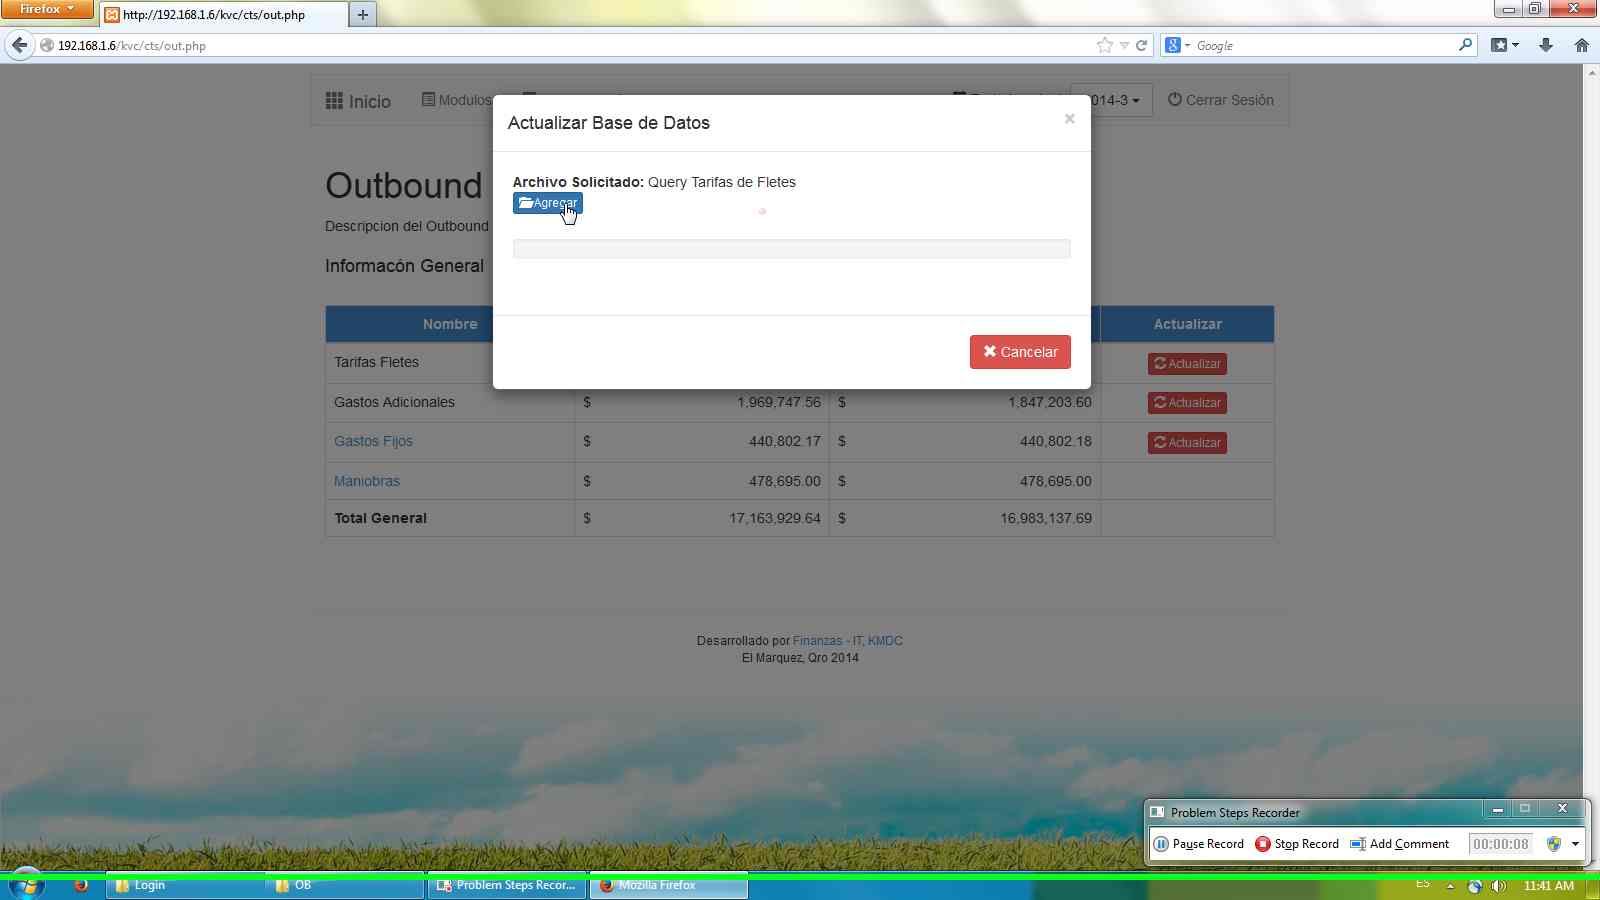 Firefox
http://192.168.1.6/kvc/cts/out.php
192.168.1.6/kvc/cts/out.php
Google
Inicio
Modulos
014-3
Cerrar Sesión
Actualizar Base de Datos
×
Archivo Solicitado: Query Tarifas de Fletes
Agregar
Cancelar
Outbound
Descripcion del Outbound
Informacón General
Nombre Actualizar
Tarifas Fletes Actualizar
Gastos Adicionales $ 1,969,747.56 $ 1,847,203.60 Actualizar
Gastos Fijos $ 440,802.17 $ 440,802.18 Actualizar
Maniobras $ 478,695.00 $ 478,695.00
Total General $ 17,163,929.64 $ 16,983,137.69
Desarrollado por Finanzas - IT, KMDC
El Marquez, Qro 2014
Problem Steps Recorder
Pause Record Stop Record Add Comment 00:00:08
Login OB Problem Steps Recor... Mozilla Firefox ES 11:41 AM